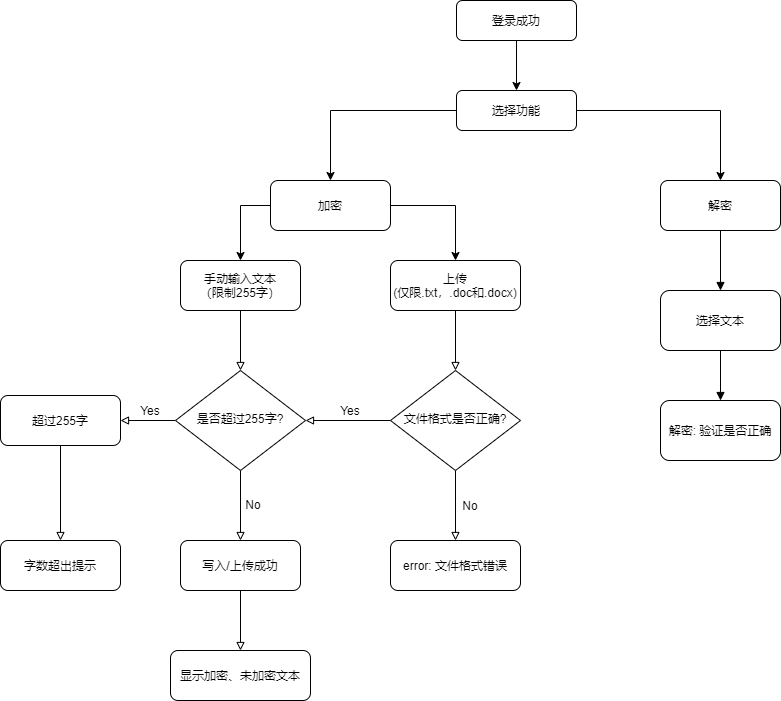 登录成功
选择功能
加密
解密
手动输入文本
（限制255字）
上传
(仅限.txt，.doc和.docx)
选择文本
是否超过255字?
文件格式是否正确?
Yes
Yes
超过255字
解密: 验证是否正确
No
No
字数超出提示
写入/上传成功
error: 文件格式错误
显示加密、未加密文本